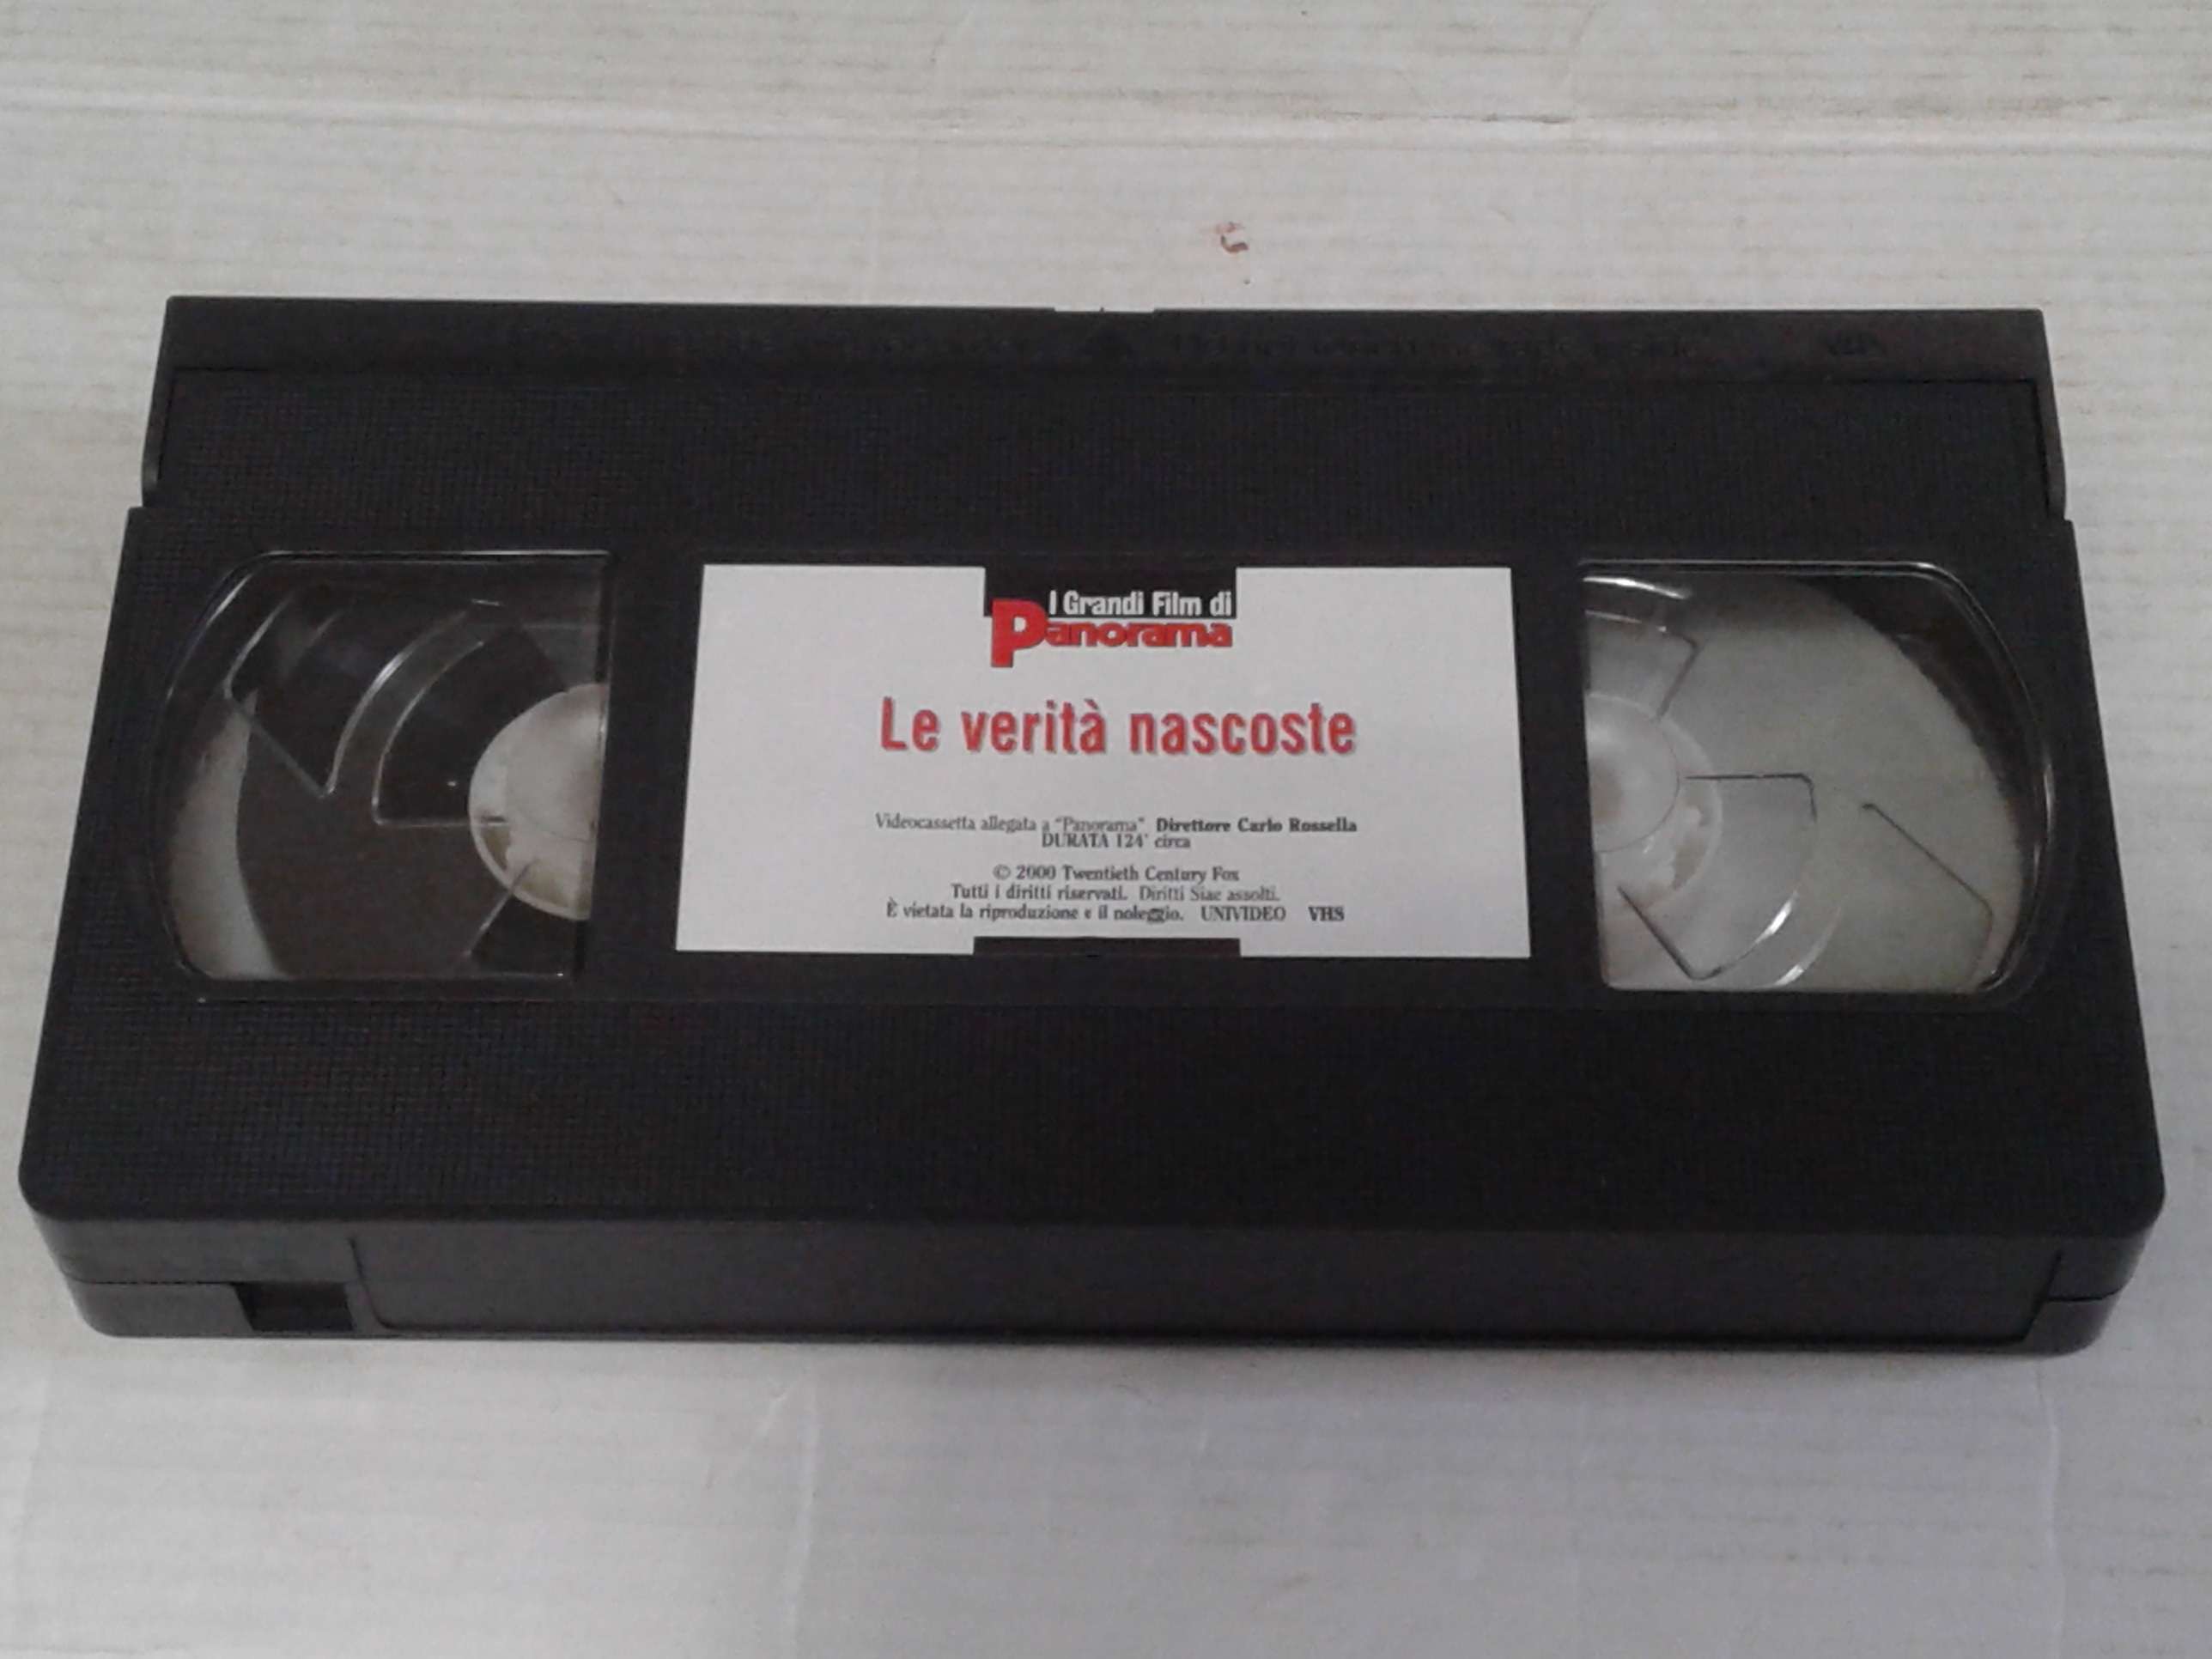 I Grandi Film di
Panorama
Le verità nascoste
Videocassetta allegata a "Panorama" Direttore Carlo Rossella
DURATA 124' circa
© 2000 Twentieth Century Fox
Tutti i diritti riservati. Diritti Siae assolti.
È vietata la riproduzione e il noleggio. UNIVIDEO VHS